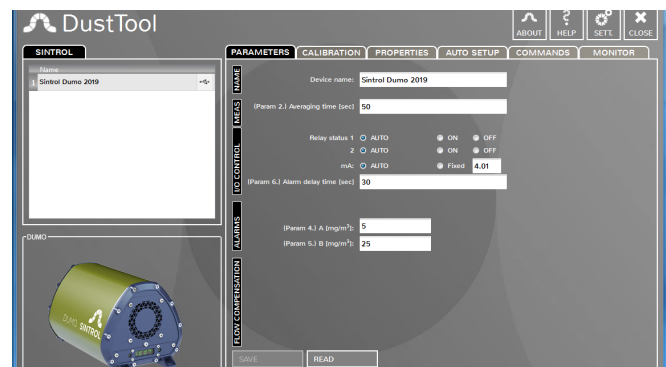 DustTool
ABOUT HELP SETT. CLOSE
SINTROL
PARAMETERS CALIBRATION PROPERTIES AUTO SETUP COMMANDS MONITOR
Name
1 Sintrol Dumo 2019
NAME
Device name: Sintrol Dumo 2019
MEAS
(Param 2.) Averaging time [sec] 50
I/O CONTROL
Relay status 1 AUTO ON OFF
2 AUTO ON OFF
mA: AUTO Fixed 4.01
(Param 6.) Alarm delay time [sec] 30
ALARMS
(Param 4.) A [mg/m³]: 5
(Param 5.) B [mg/m³]: 25
FLOW COMPENSATION
DUMO
DUMO SINTROL
SAVE READ